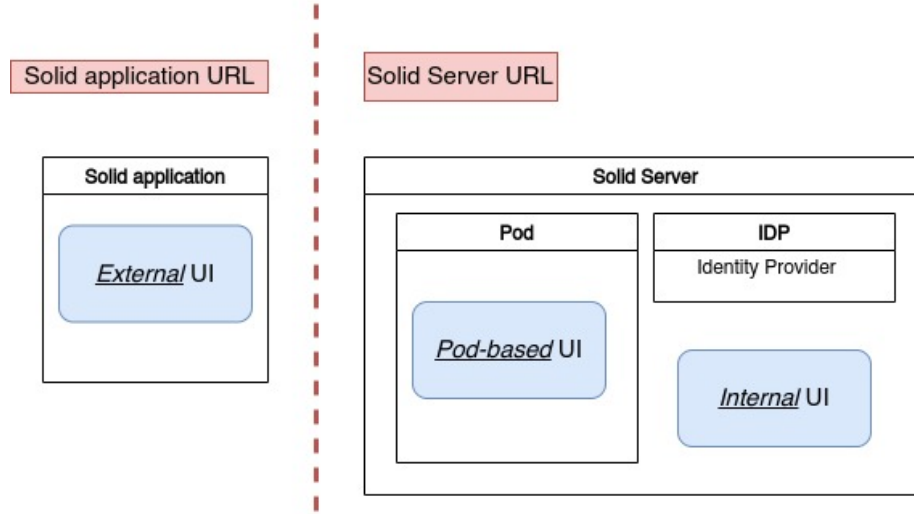 Solid application URL
Solid Server URL
Solid application
External UI
Solid Server
Pod
Pod-based UI
IDP
Identity Provider
Internal UI